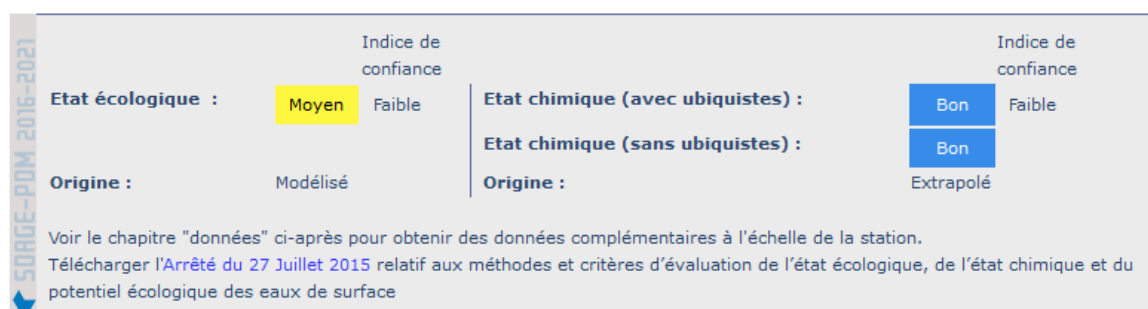 SDAGE-PDM 2016-2021
Indice de confiance
Indice de confiance
Etat écologique : Moyen Faible
Etat chimique (avec ubiquistes) : Bon Faible
Etat chimique (sans ubiquistes) : Bon
Origine : Modélisé
Origine : Extrapolé
Voir le chapitre "données" ci-après pour obtenir des données complémentaires à l'échelle de la station.
Télécharger l'Arrêté du 27 Juillet 2015 relatif aux méthodes et critères d’évaluation de l’état écologique, de l’état chimique et du
potentiel écologique des eaux de surface